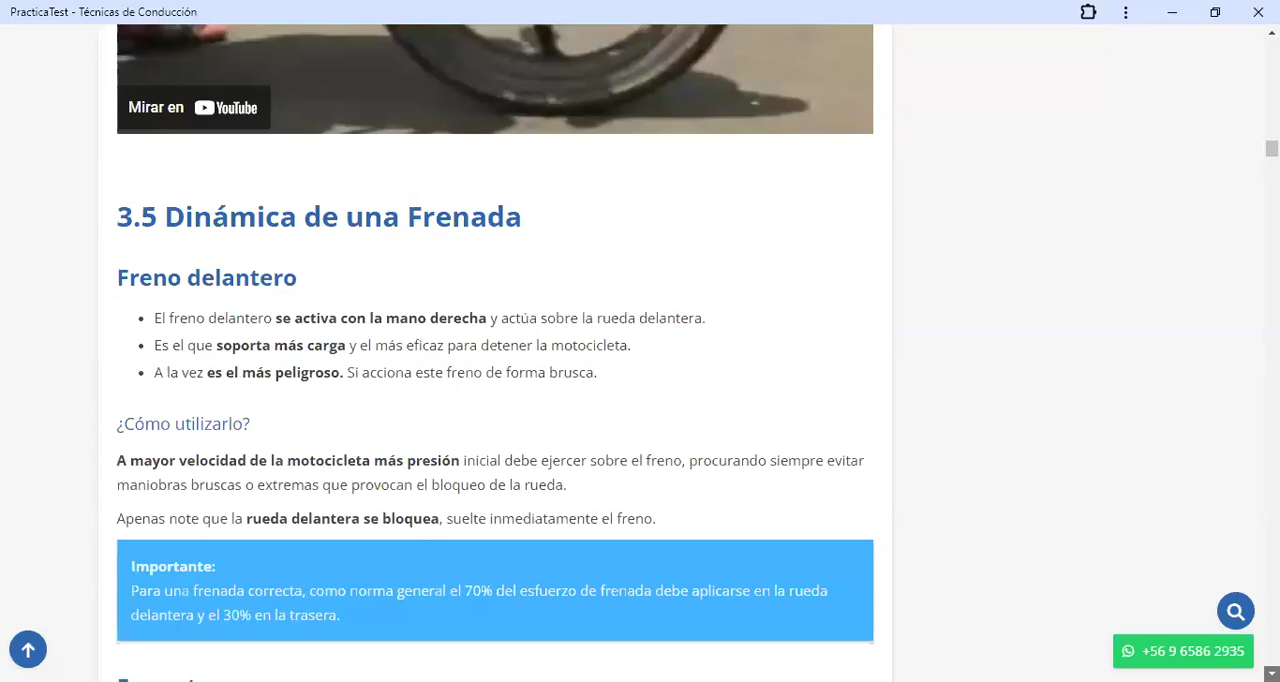 PracticaTest - Técnicas de Conducción
Mirar en YouTube
3.5 Dinámica de una Frenada
Freno delantero
• El freno delantero se activa con la mano derecha y actúa sobre la rueda delantera.
• Es el que soporta más carga y el más eficaz para detener la motocicleta.
• A la vez es el más peligroso. Si acciona este freno de forma brusca.
¿Cómo utilizarlo?
A mayor velocidad de la motocicleta más presión inicial debe ejercer sobre el freno, procurando siempre evitar
maniobras bruscas o extremas que provocan el bloqueo de la rueda.
Apenas note que la rueda delantera se bloquea, suelte inmediatamente el freno.
Importante:
Para una frenada correcta, como norma general el 70% del esfuerzo de frenada debe aplicarse en la rueda
delantera y el 30% en la trasera.
+56 9 6586 2935